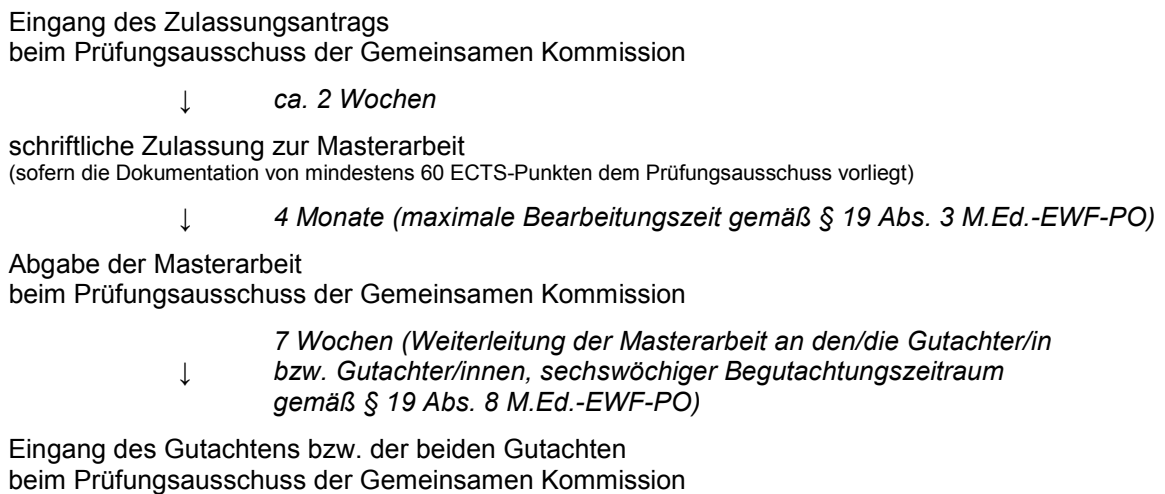 Eingang des Zulassungsantrags
beim Prüfungsausschuss der Gemeinsamen Kommission
↓ ca. 2 Wochen
schriftliche Zulassung zur Masterarbeit
(sofern die Dokumentation von mindestens 60 ECTS-Punkten dem Prüfungsausschuss vorliegt)
↓ 4 Monate (maximale Bearbeitungszeit gemäß § 19 Abs. 3 M.Ed.-EWF-PO)
Abgabe der Masterarbeit
beim Prüfungsausschuss der Gemeinsamen Kommission
7 Wochen (Weiterleitung der Masterarbeit an den/die Gutachter/in
↓ bzw. Gutachter/innen, sechswöchiger Begutachtungszeitraum
gemäß § 19 Abs. 8 M.Ed.-EWF-PO)
Eingang des Gutachtens bzw. der beiden Gutachten
beim Prüfungsausschuss der Gemeinsamen Kommission